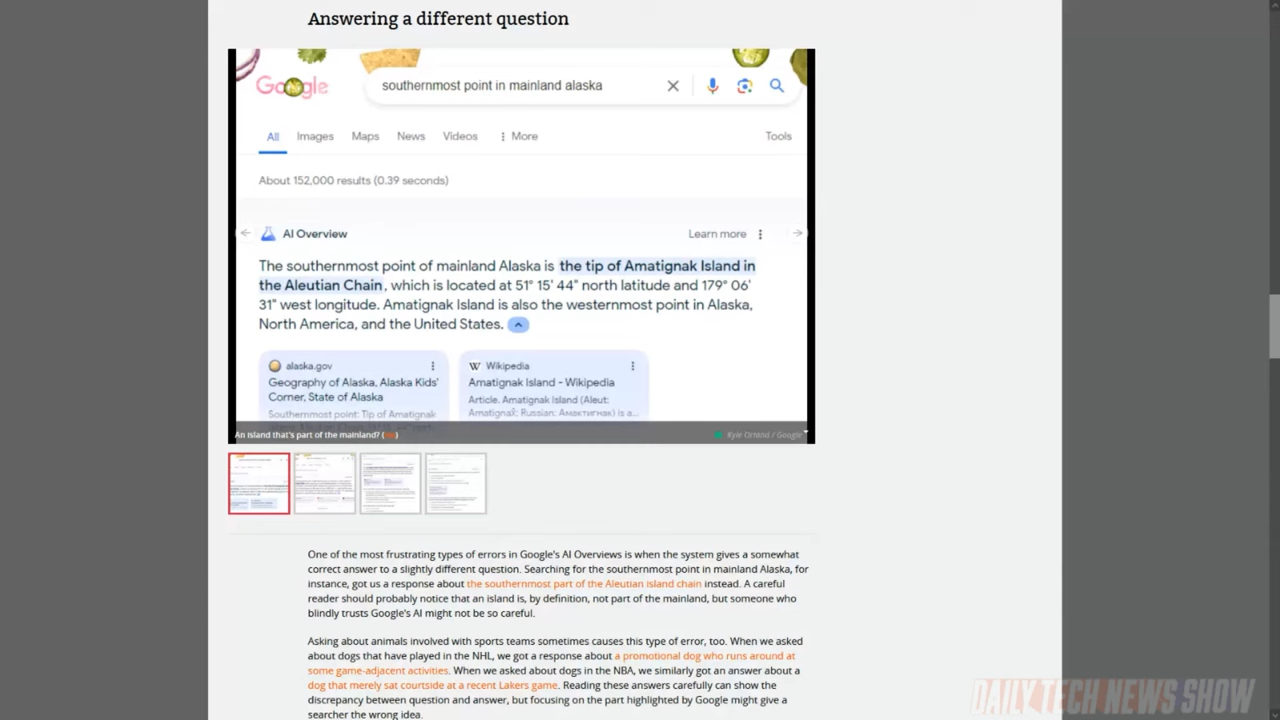 Answering a different question
Google
southernmost point in mainland alaska
All Images Maps News Videos More Tools
About 152,000 results (0.39 seconds)
AI Overview Learn more
The southernmost point of mainland Alaska is the tip of Amatignak Island in
the Aleutian Chain, which is located at 51° 15' 44" north latitude and 179° 06'
31" west longitude. Amatignak Island is also the westernmost point in Alaska,
North America, and the United States.
alaska.gov
Geography of Alaska, Alaska Kids'
Corner, State of Alaska
Southernmost point: Tip of Amatignak
Wikipedia
Amatignak Island - Wikipedia
Article. Amatignak Island (Aleut:
Amatignax̂; Russian: Амактигнак) is a...
An island that's part of the mainland? Kyle Orland / Google
One of the most frustrating types of errors in Google's AI Overviews is when the system gives a somewhat
correct answer to a slightly different question. Searching for the southernmost point in mainland Alaska, for
instance, got us a response about the southernmost part of the Aleutian island chain instead. A careful
reader should probably notice that an island is, by definition, not part of the mainland, but someone who
blindly trusts Google's AI might not be so careful.
Asking about animals involved with sports teams sometimes causes this type of error, too. When we asked
about dogs that have played in the NHL, we got a response about a promotional dog who runs around at
some game-adjacent activities. When we asked about dogs in the NBA, we similarly got an answer about a
dog that merely sat courtside at a recent Lakers game. Reading these answers carefully can show the
discrepancy between question and answer, but focusing on the part highlighted by Google might give a
searcher the wrong idea.
DAILY TECH NEWS SHOW